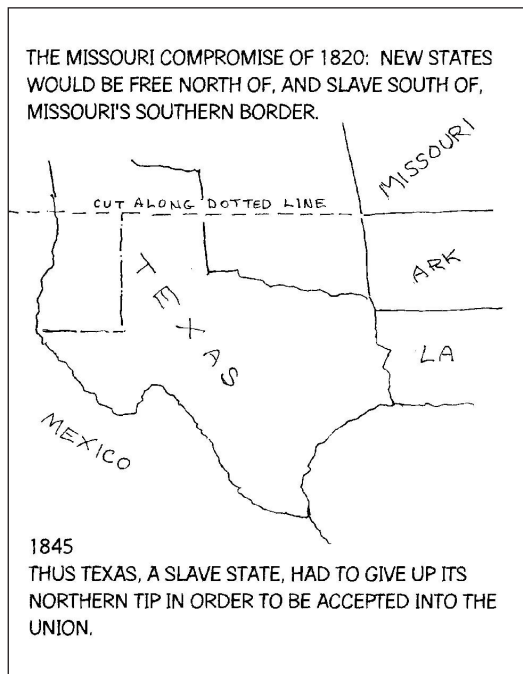 THE MISSOURI COMPROMISE OF 1820: NEW STATES
WOULD BE FREE NORTH OF, AND SLAVE SOUTH OF,
MISSOURI'S SOUTHERN BORDER.
MISSOURI
CUT ALONG DOTTED LINE
ARK
TEXAS
LA
MEXICO
1845
THUS TEXAS, A SLAVE STATE, HAD TO GIVE UP ITS
NORTHERN TIP IN ORDER TO BE ACCEPTED INTO THE
UNION.